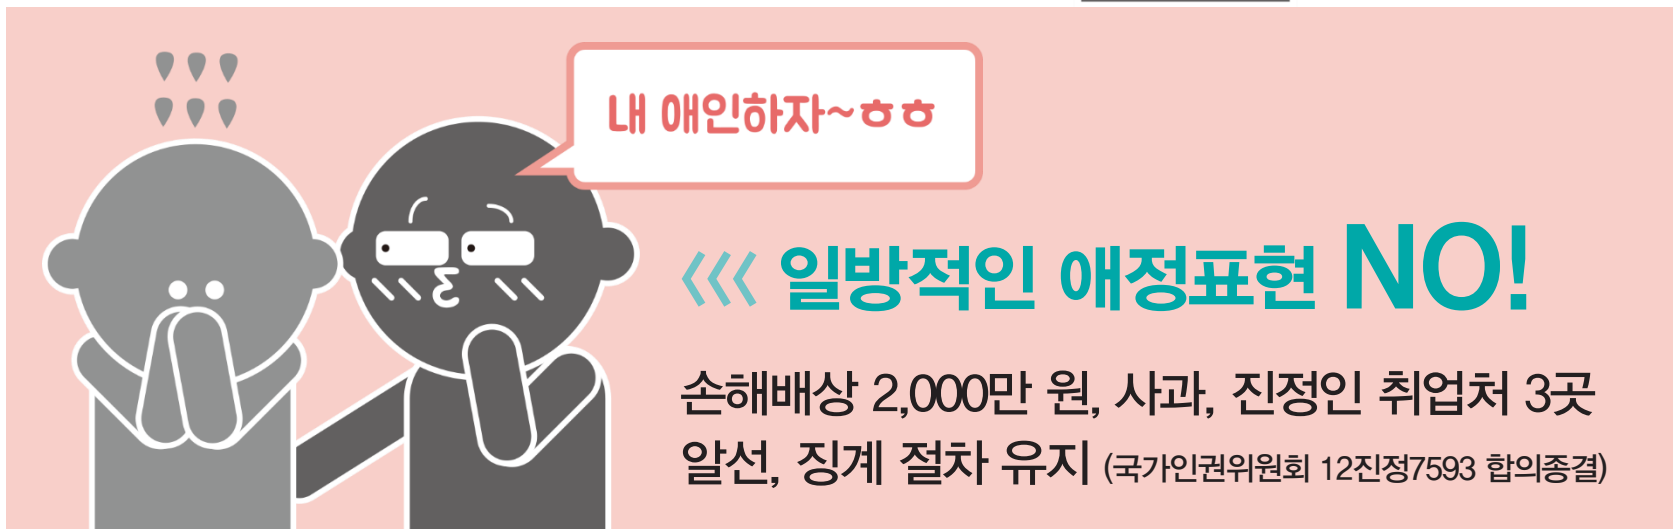 내 애인하자~ㅎㅎ
일방적인 애정표현 NO!
손해배상 2,000만 원, 사과, 진정인 취업처 3곳
알선, 징계 절차 유지 (국가인권위원회 12진정7593 합의종결)